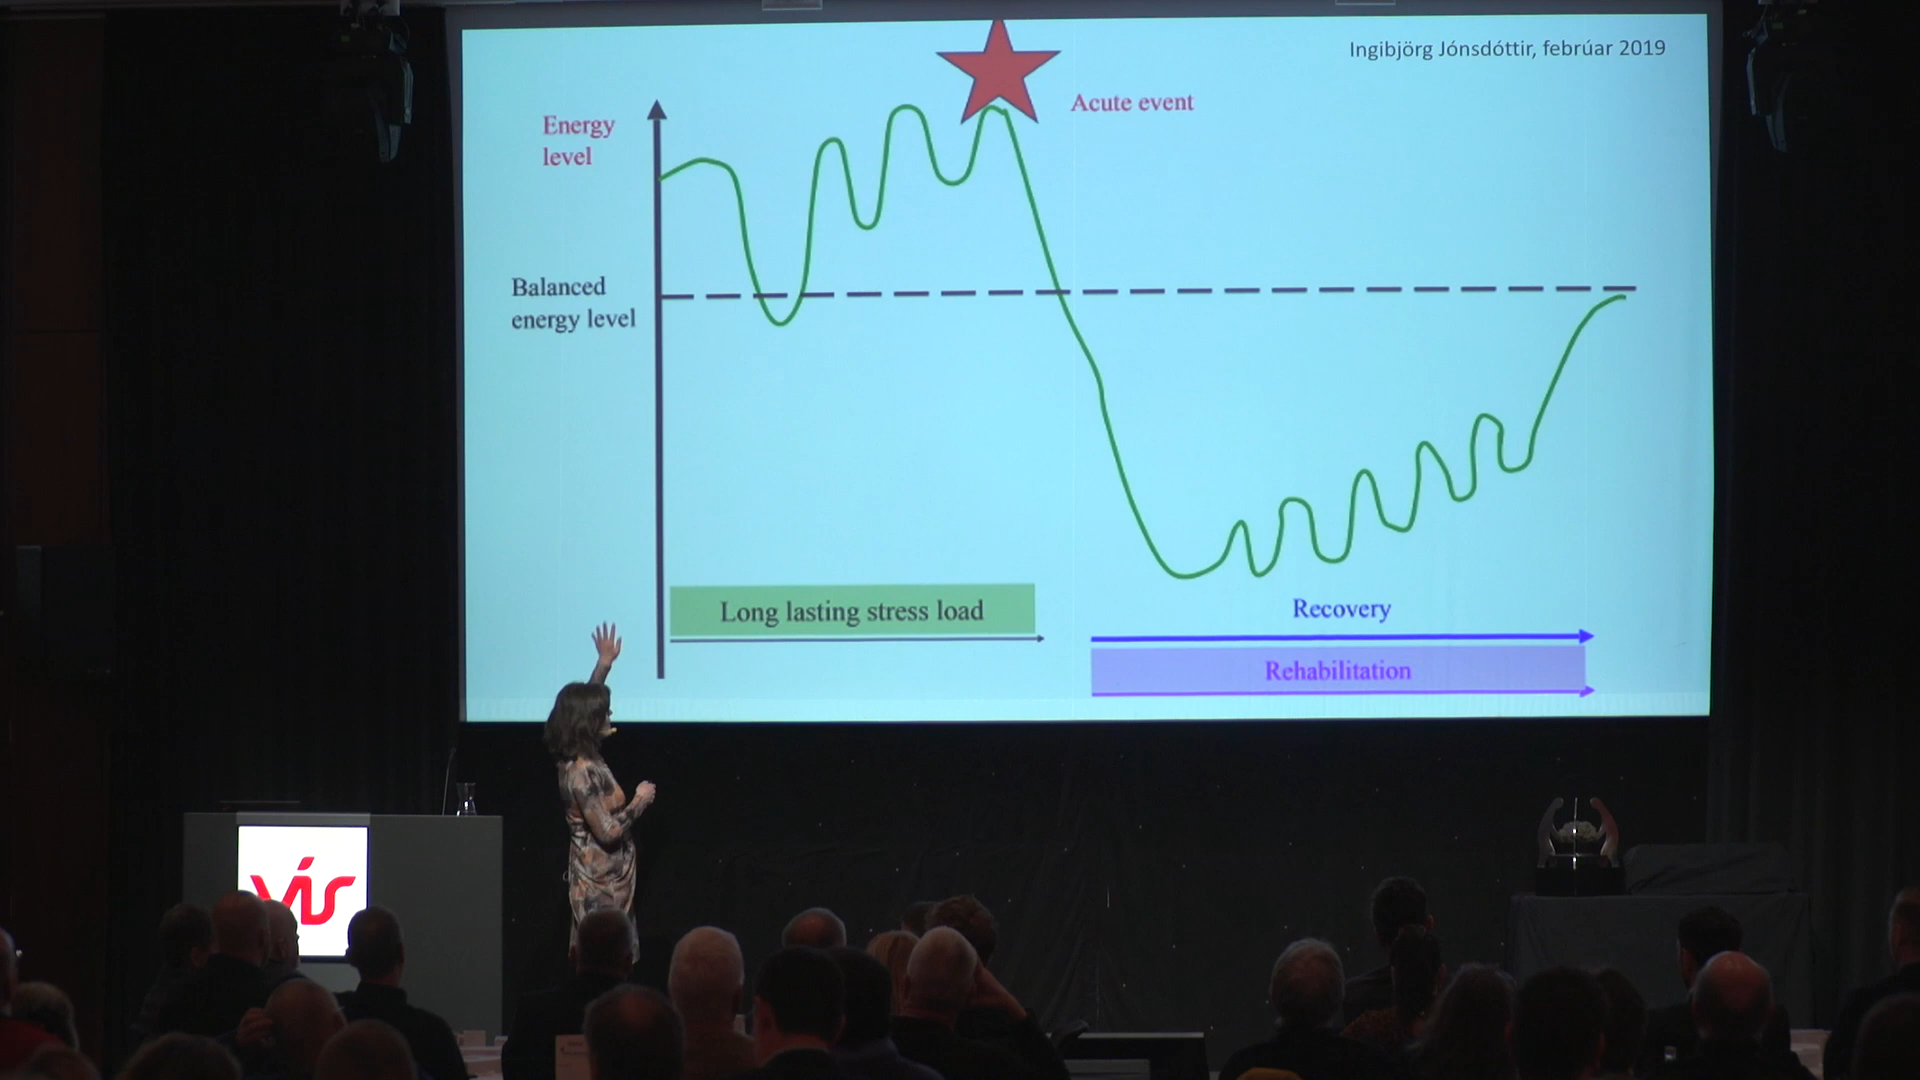 Ingibjörg Jónsdóttir, febrúar 2019
Energy
level
Acute event
Balanced
energy level
Long lasting stress load
Recovery
Rehabilitation
vís